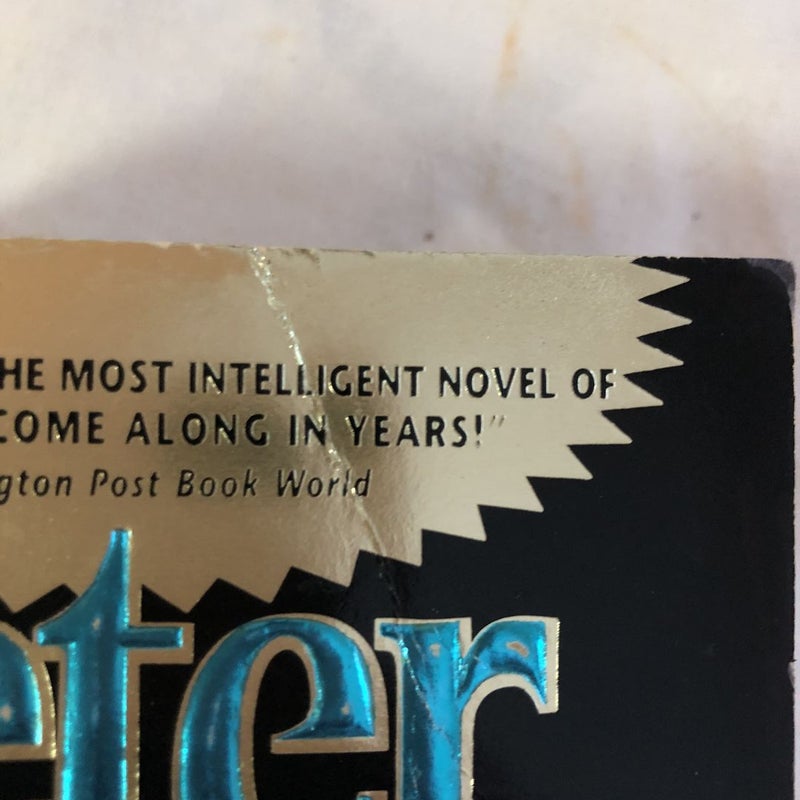 HE MOST INTELLIGENT NOVEL OF
COME ALONG IN YEARS!"
gton Post Book World
ter